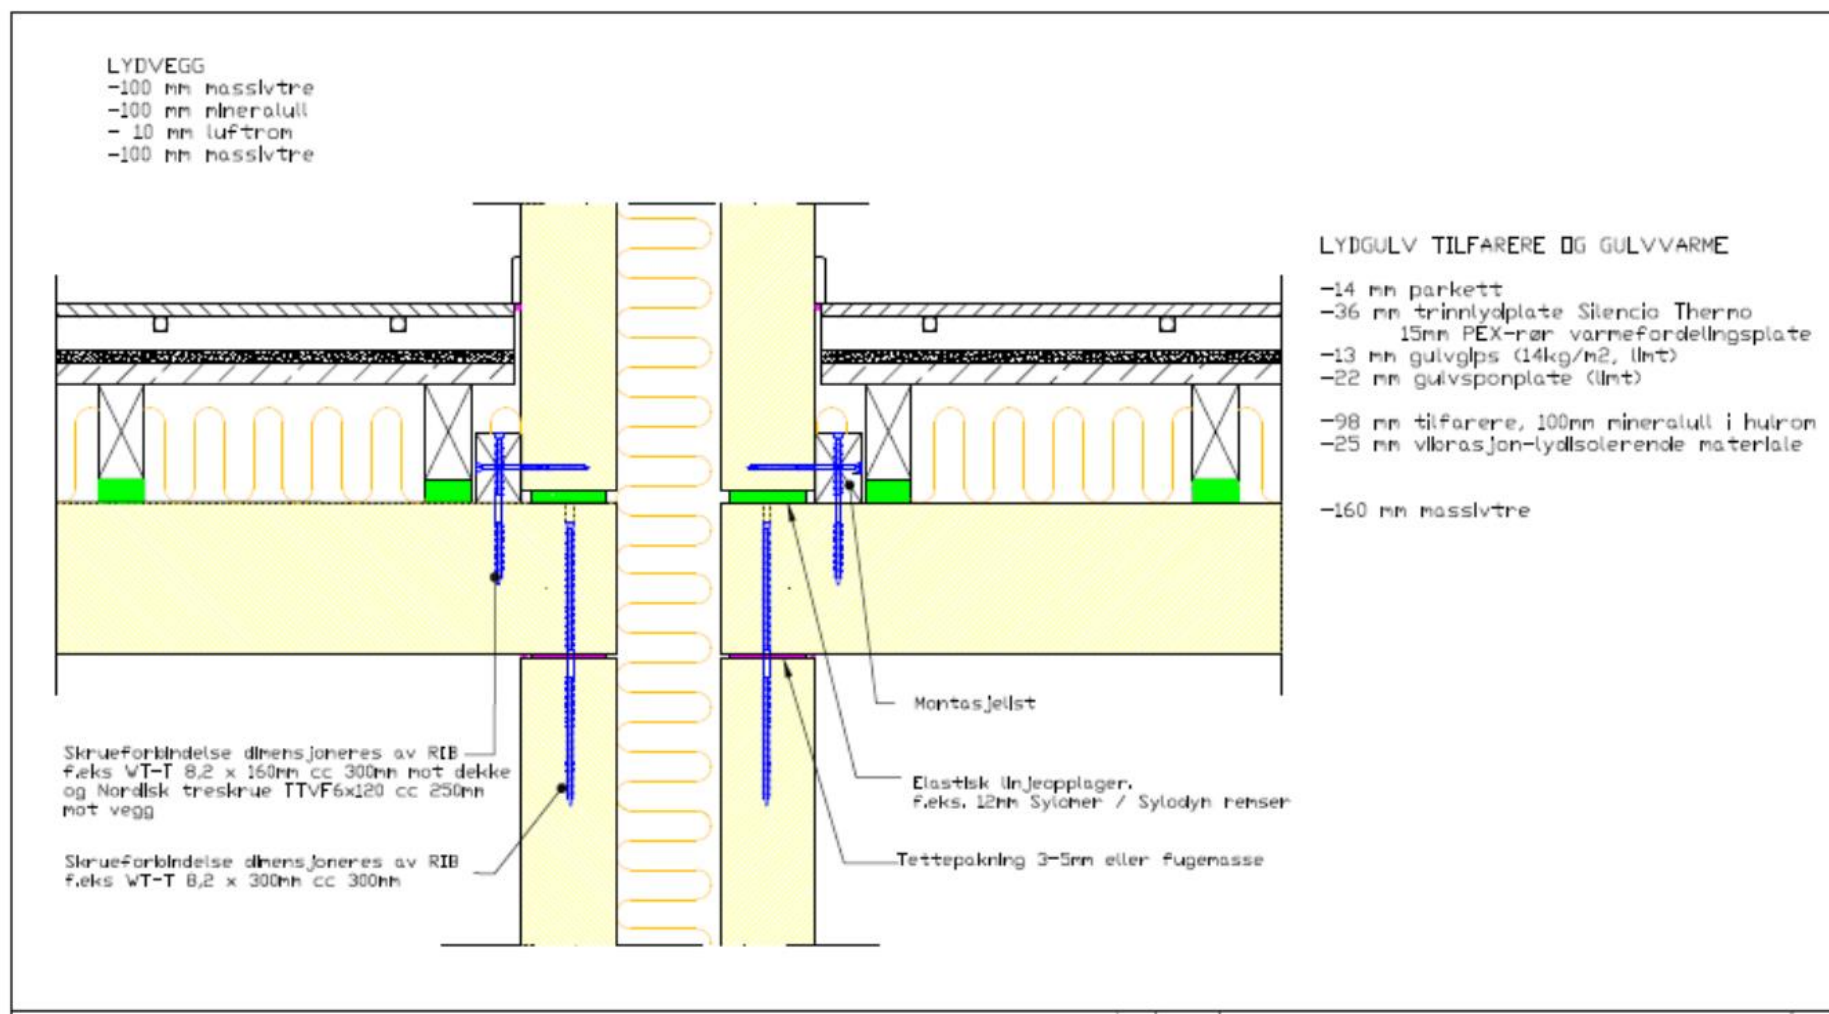 LYDVEGG
-100 mm massivtre
-100 mm mineralull
- 10 mm luftrom
-100 mm massivtre
LYDGULV TILFARERE OG GULVVARME
-14 mm parkett
-36 mm trinnlydplate Silencio Thermo
15mm PEX-rør varmefordelingsplate
-13 mm gulvgips (14kg/m2, limt)
-22 mm gulvsponplate (limt)
-98 mm tilfarere, 100mm mineralull i hulrom
-25 mm vibrasjon-lydisolerende materiale
-160 mm massivtre
Montasjelist
Skrueforbindelse dimensjoneres av RIB
f.eks WT-T 8,2 x 160mm cc 300mm mot dekke
og Nordisk treskrue TTVF6x120 cc 250mm
mot vegg
Elastisk linjeopplager,
f.eks. 12mm Sylomer / Sylodyn remser
Skrueforbindelse dimensjoneres av RIB
f.eks WT-T 8,2 x 300mm cc 300mm
Tettepakning 3-5mm eller fugemasse